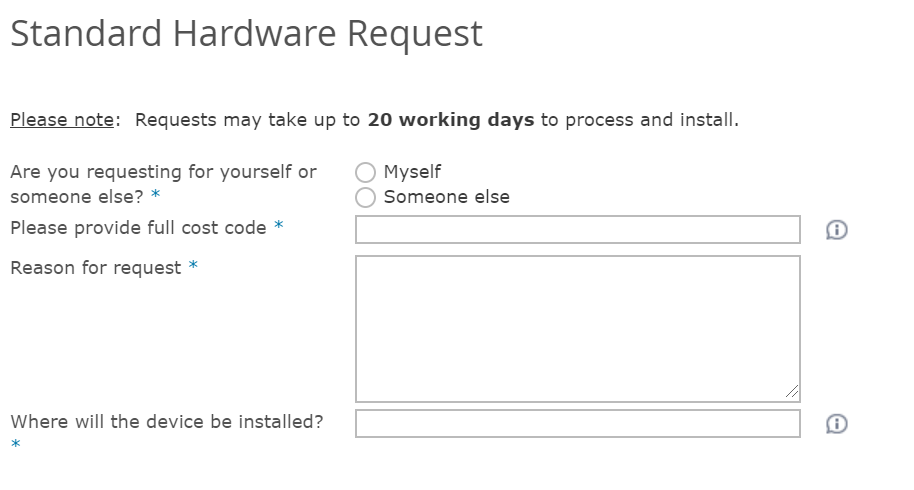 Standard Hardware Request
Please note: Requests may take up to 20 working days to process and install.
Are you requesting for yourself or
someone else? *
Myself
Someone else
Please provide full cost code *
Reason for request *
Where will the device be installed?
*